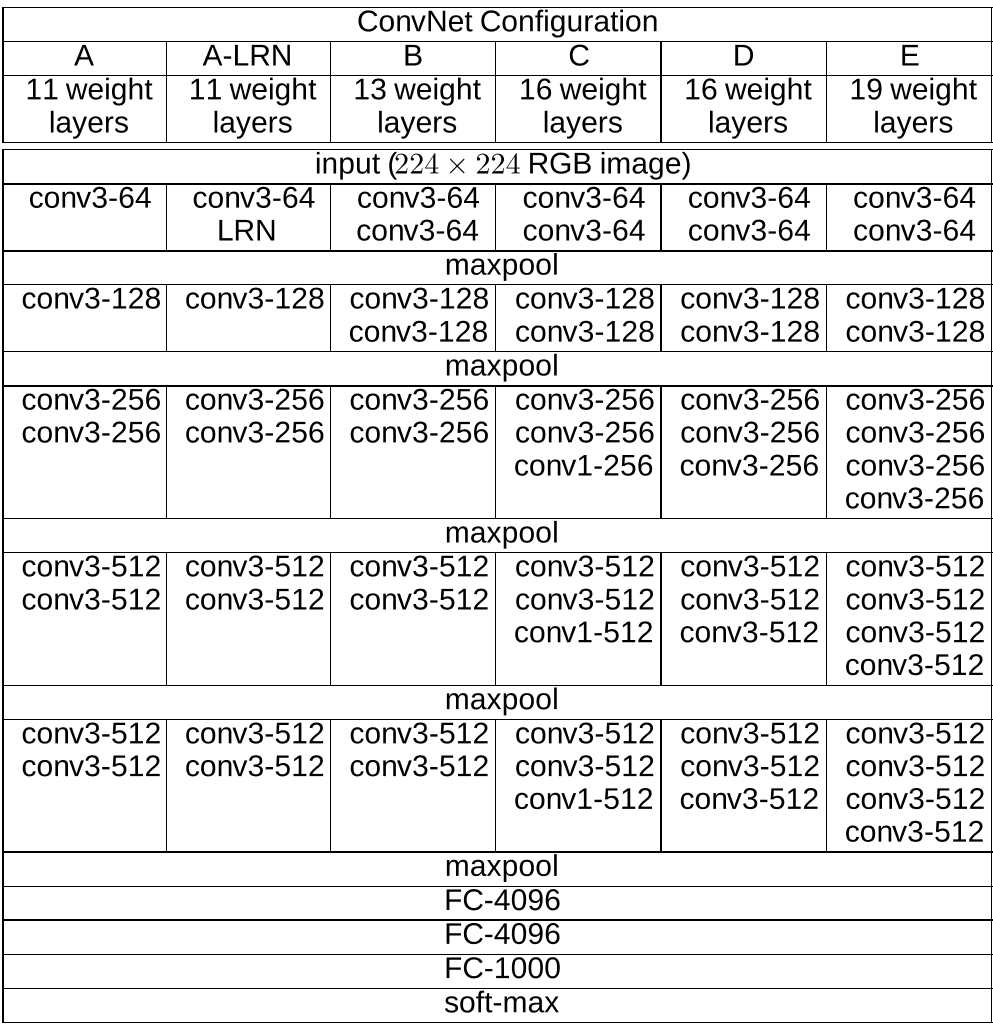 ConvNet Configuration
A A-LRN B C D E
11 weight 11 weight 13 weight 16 weight 16 weight 19 weight
layers layers layers layers layers layers
input (224 × 224 RGB image)
conv3-64 conv3-64 conv3-64 conv3-64 conv3-64 conv3-64
LRN conv3-64 conv3-64 conv3-64 conv3-64
maxpool
conv3-128 conv3-128 conv3-128 conv3-128 conv3-128 conv3-128
conv3-128 conv3-128 conv3-128 conv3-128
maxpool
conv3-256 conv3-256 conv3-256 conv3-256 conv3-256 conv3-256
conv3-256 conv3-256 conv3-256 conv3-256 conv3-256 conv3-256
conv1-256 conv3-256 conv3-256
conv3-256
maxpool
conv3-512 conv3-512 conv3-512 conv3-512 conv3-512 conv3-512
conv3-512 conv3-512 conv3-512 conv3-512 conv3-512 conv3-512
conv1-512 conv3-512 conv3-512
conv3-512
maxpool
conv3-512 conv3-512 conv3-512 conv3-512 conv3-512 conv3-512
conv3-512 conv3-512 conv3-512 conv3-512 conv3-512 conv3-512
conv1-512 conv3-512 conv3-512
conv3-512
maxpool
FC-4096
FC-4096
FC-1000
soft-max